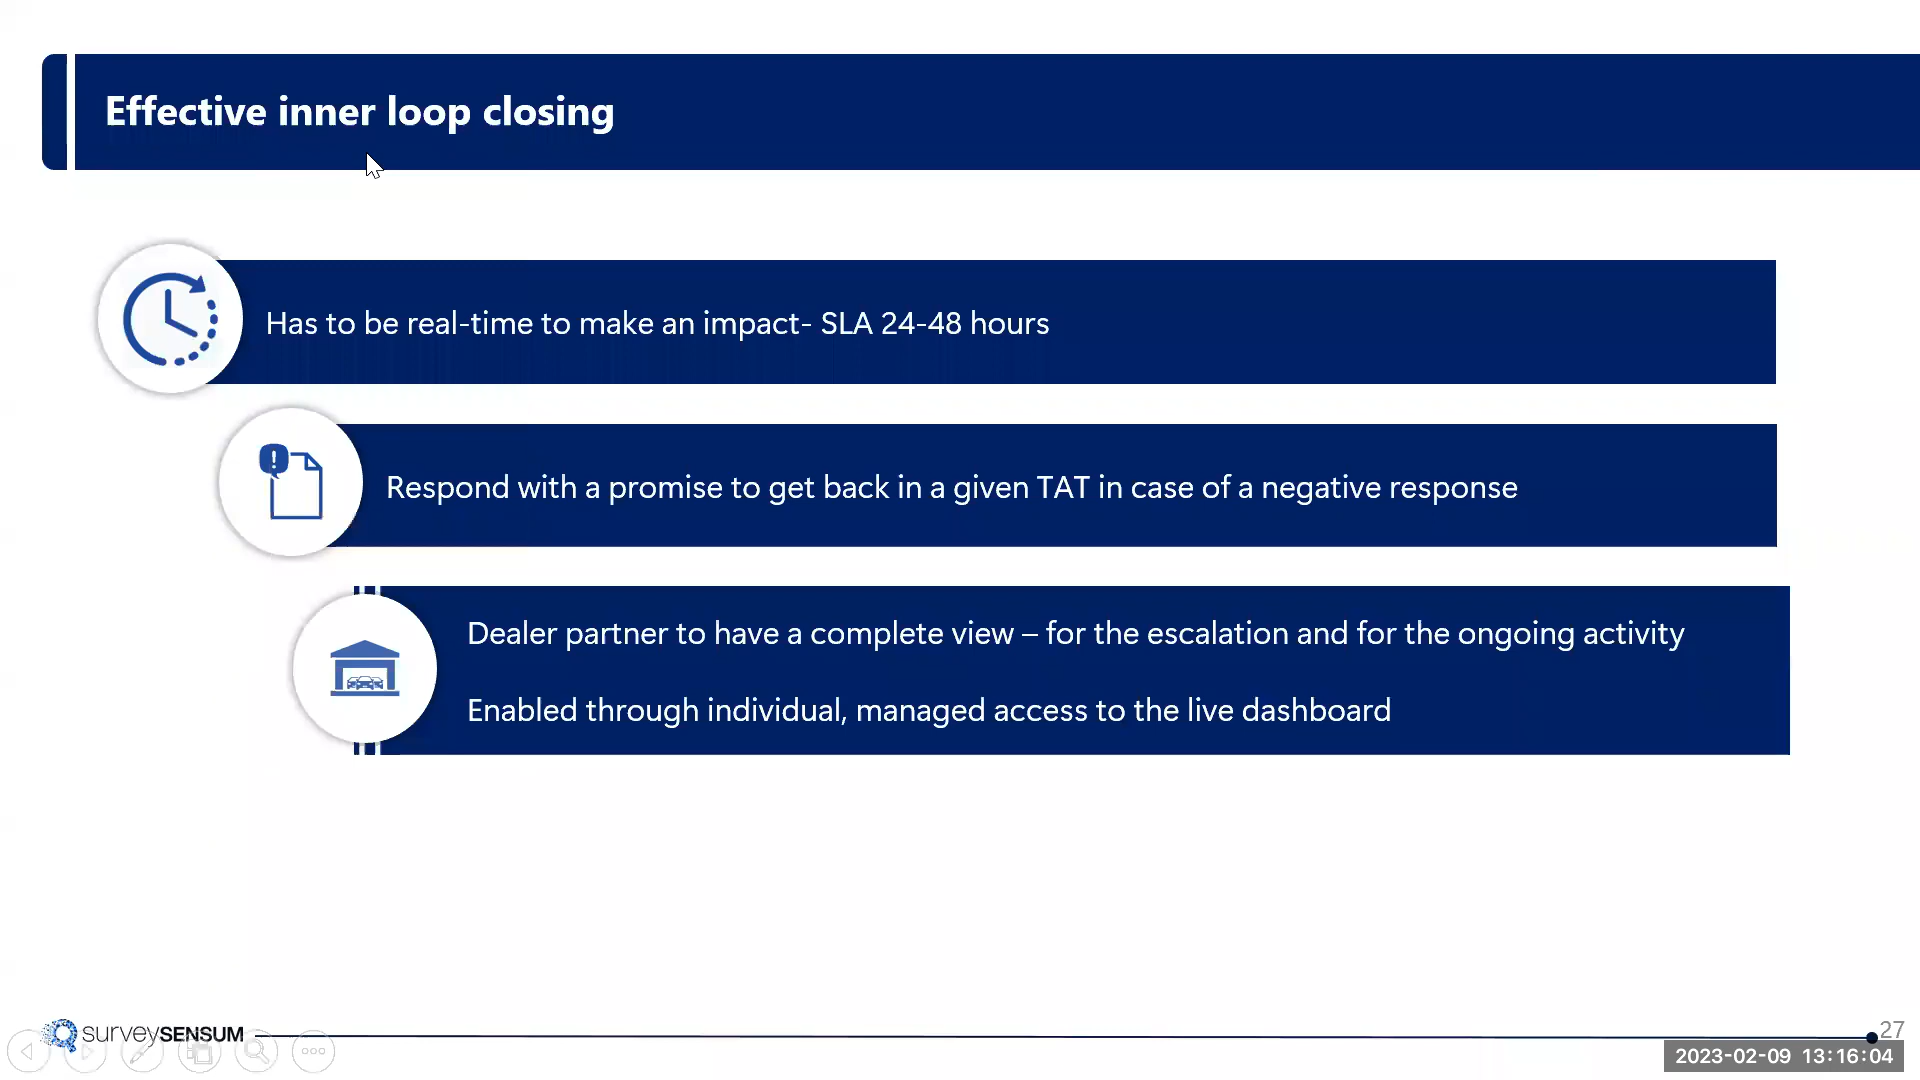 Effective inner loop closing
Has to be real-time to make an impact- SLA 24-48 hours
Respond with a promise to get back in a given TAT in case of a negative response
Dealer partner to have a complete view – for the escalation and for the ongoing activity
Enabled through individual, managed access to the live dashboard
surveySENSUM
27
2023-02-09 13:16:04